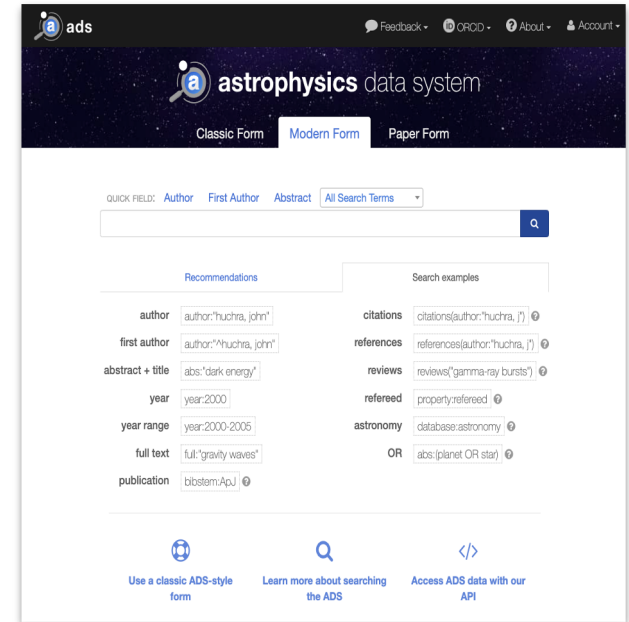 a ads Feedback ORCID About Account
a astrophysics data system
Classic Form Modern Form Paper Form
QUICK FIELD: Author First Author Abstract All Search Terms
Recommendations Search examples
author author:"huchra, john" citations citations(author:"huchra, j") ?
first author author:"^huchra, john" references references(author:"huchra, j") ?
abstract + title abs:"dark energy" reviews reviews("gamma-ray bursts") ?
year year:2000 refereed property:refereed ?
year range year:2000-2005 astronomy database:astronomy ?
full text full:"gravity waves" OR abs:(planet OR star) ?
publication bibstem:ApJ ?
</>
Use a classic ADS-style Learn more about searching Access ADS data with our
form the ADS API